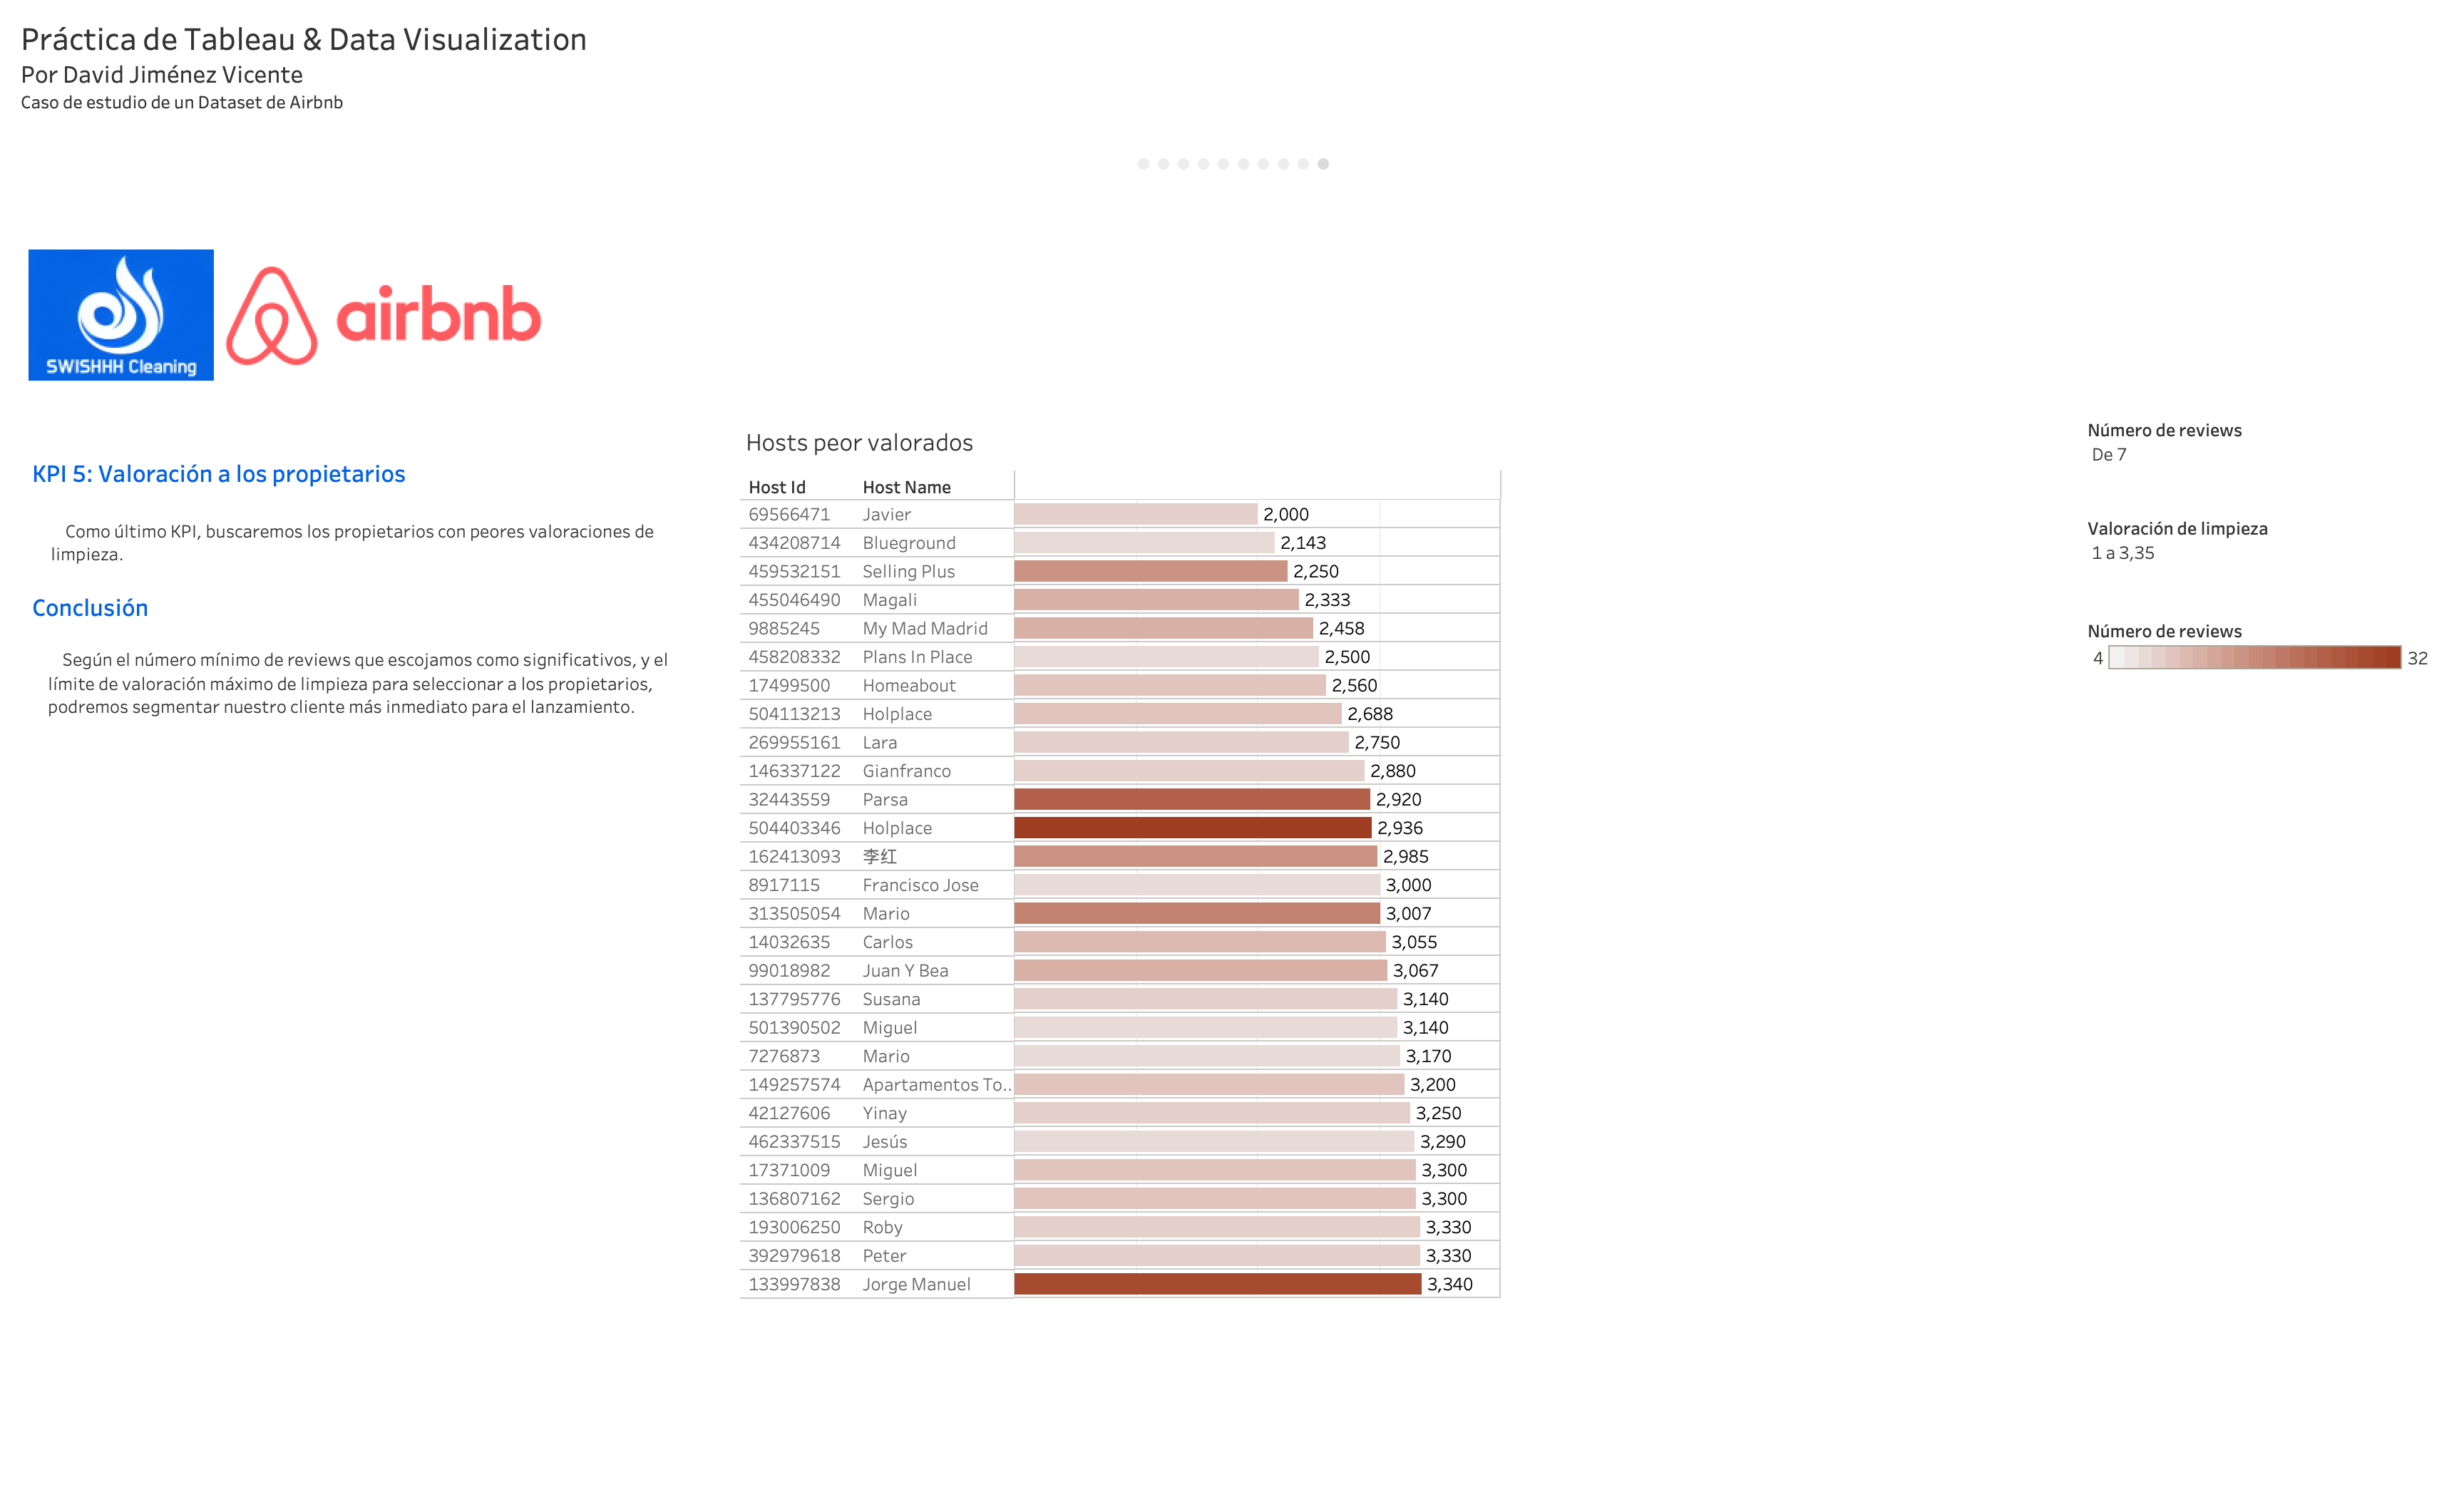 Práctica de Tableau & Data Visualization
Por David Jiménez Vicente
Caso de estudio de un Dataset de Airbnb
SWISHHH Cleaning
airbnb
KPI 5: Valoración a los propietarios
Como último KPI, buscaremos los propietarios con peores valoraciones de
limpieza.
Conclusión
Según el número mínimo de reviews que escojamos como significativos, y el
límite de valoración máximo de limpieza para seleccionar a los propietarios,
podremos segmentar nuestro cliente más inmediato para el lanzamiento.
Hosts peor valorados
Host Id Host Name
69566471 Javier 2,000
434208714 Blueground 2,143
459532151 Selling Plus 2,250
455046490 Magali 2,333
9885245 My Mad Madrid 2,458
458208332 Plans In Place 2,500
17499500 Homeabout 2,560
504113213 Holplace 2,688
269955161 Lara 2,750
146337122 Gianfranco 2,880
32443559 Parsa 2,920
504403346 Holplace 2,936
162413093 李红 2,985
8917115 Francisco Jose 3,000
313505054 Mario 3,007
14032635 Carlos 3,055
99018982 Juan Y Bea 3,067
137795776 Susana 3,140
501390502 Miguel 3,140
7276873 Mario 3,170
149257574 Apartamentos To.. 3,200
42127606 Yinay 3,250
462337515 Jesús 3,290
17371009 Miguel 3,300
136807162 Sergio 3,300
193006250 Roby 3,330
392979618 Peter 3,330
133997838 Jorge Manuel 3,340
Número de reviews
De 7
Valoración de limpieza
1 a 3,35
Número de reviews
4 32